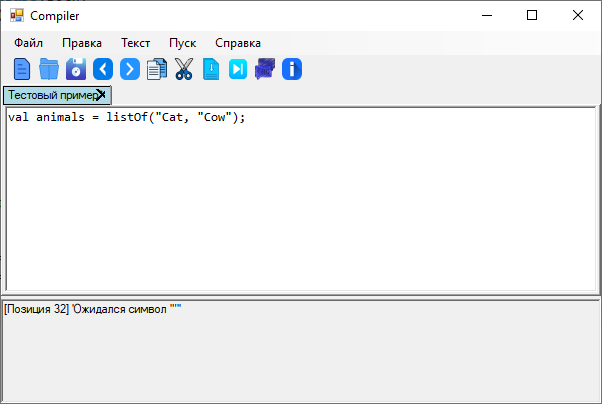 Compiler
Файл Правка Текст Пуск Справка
Тестовый пример
val animals = listOf("Cat, "Cow");
[Позиция 32] 'Ожидался символ '"'"